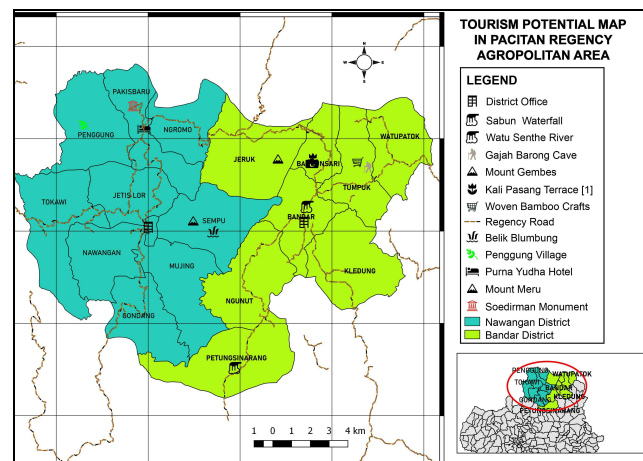 TOURISM POTENTIAL MAP
IN PACITAN REGENCY
AGROPOLITAN AREA
LEGEND
District Office
Sabun Waterfall
Watu Senthe River
Gajah Barong Cave
Mount Gembes
Kali Pasang Terrace [1]
Woven Bamboo Crafts
Regency Road
Belik Blumbung
Penggung Village
Purna Yudha Hotel
Mount Meru
Soedirman Monument
Nawangan District
Bandar District
N
W E
S
PAKISBARU
PENGGUNG
NGROMO
WATUPATOK
JERUK
TUMPUK
TOKAWI
JETIS LOR
SEMPU
BANDAR
NAWANGAN
MUJING
KLEDUNG
NGUNUT
GONDANG
PETUNGSINARANG
1 0 1 2 3 4 km
WATUPATOK
TOKAWI
BANDAR
KLEDUNG